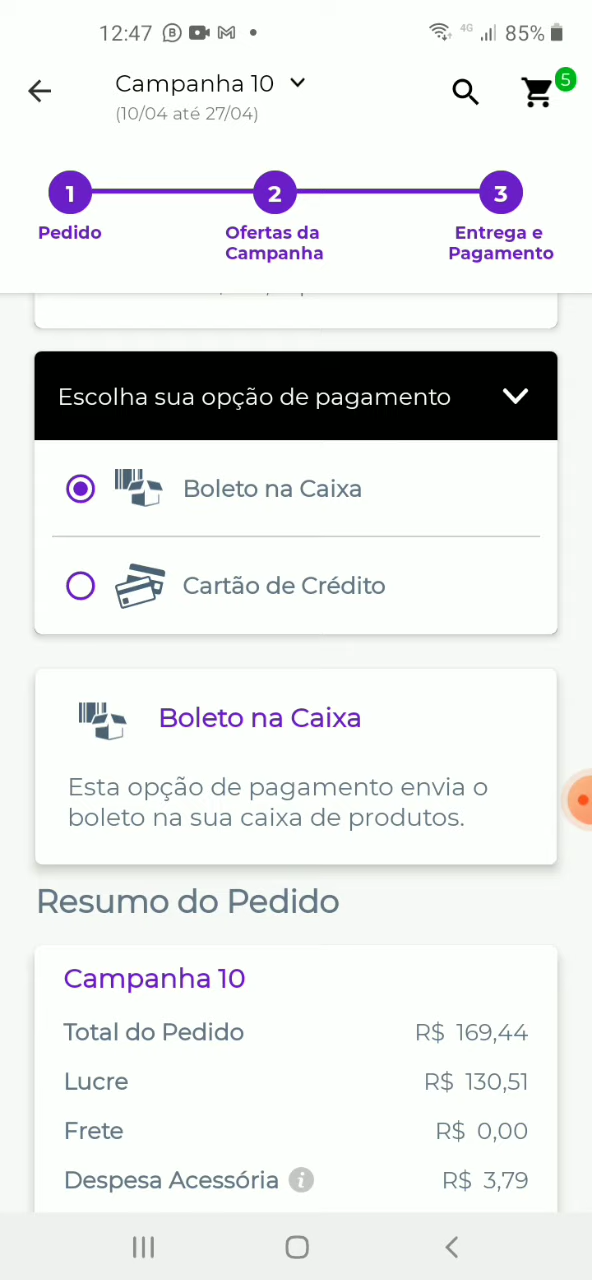 12:47
4G 85%
Campanha 10
(10/04 até 27/04)
5
1 2 3
Pedido
Ofertas da
Campanha
Entrega e
Pagamento
Escolha sua opção de pagamento
Boleto na Caixa
Cartão de Crédito
Boleto na Caixa
Esta opção de pagamento envia o
boleto na sua caixa de produtos.
Resumo do Pedido
Campanha 10
Total do Pedido R$ 169,44
Lucre R$ 130,51
Frete R$ 0,00
Despesa Acessória R$ 3,79